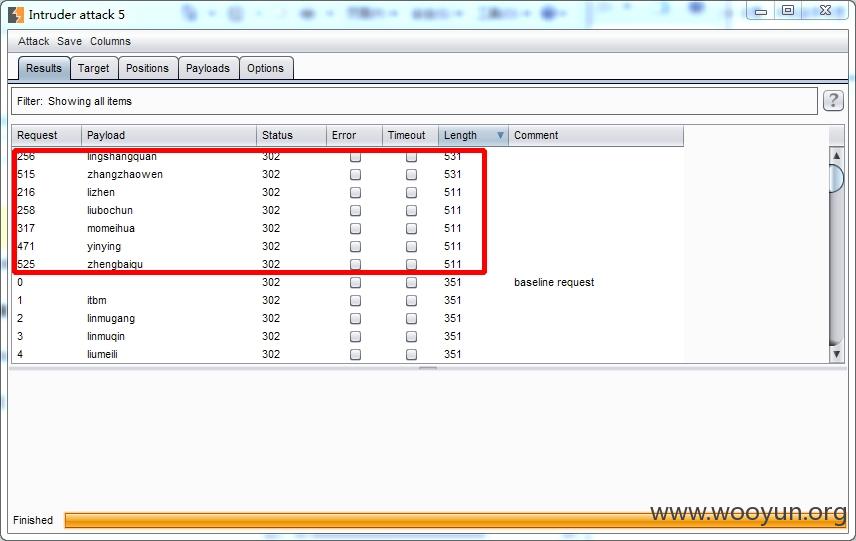 Intruder attack 5
Attack Save Columns
Results Target Positions Payloads Options
Filter: Showing all items ?
Request Payload Status Error Timeout Length Comment
256 lingshangquan 302 531
515 zhangzhaowen 302 531
216 lizhen 302 511
258 liubochun 302 511
317 momeihua 302 511
471 yinying 302 511
525 zhengbaiqu 302 511
0 302 351 baseline request
1 itbm 302 351
2 linmugang 302 351
3 linmuqin 302 351
4 liumeili 302 351
Finished
www.wooyun.org